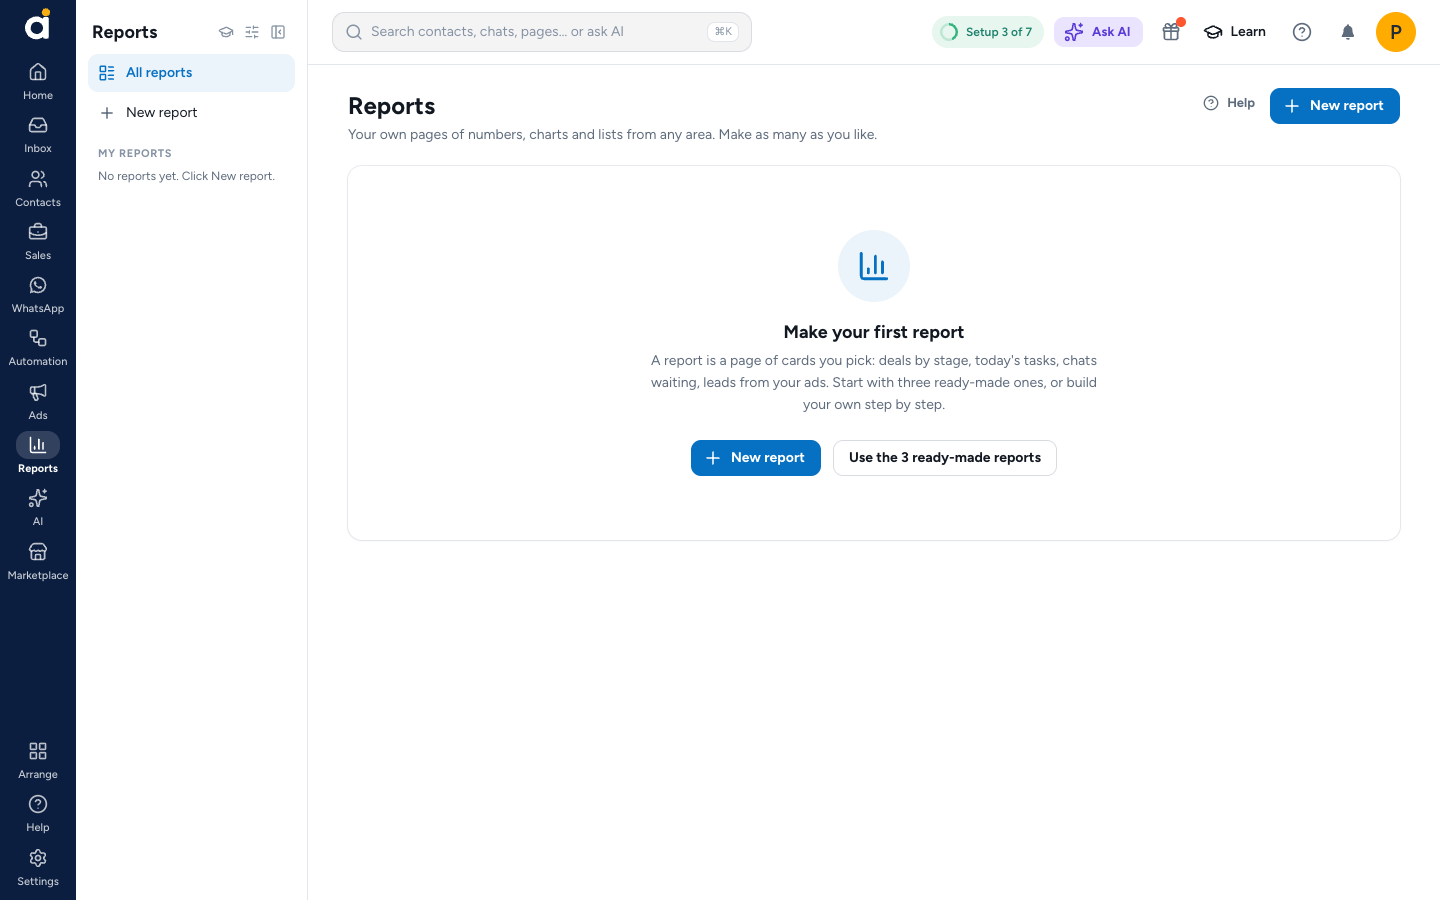 a
Home
Inbox
Contacts
Sales
WhatsApp
Automation
Ads
Reports
AI
Marketplace
Arrange
Help
Settings
Reports
All reports
New report
MY REPORTS
No reports yet. Click New report.
Search contacts, chats, pages... or ask AI
⌘K
Setup 3 of 7
Ask AI
Learn
P
Reports
Your own pages of numbers, charts and lists from any area. Make as many as you like.
Help
New report
Make your first report
A report is a page of cards you pick: deals by stage, today's tasks, chats
waiting, leads from your ads. Start with three ready-made ones, or build
your own step by step.
New report
Use the 3 ready-made reports